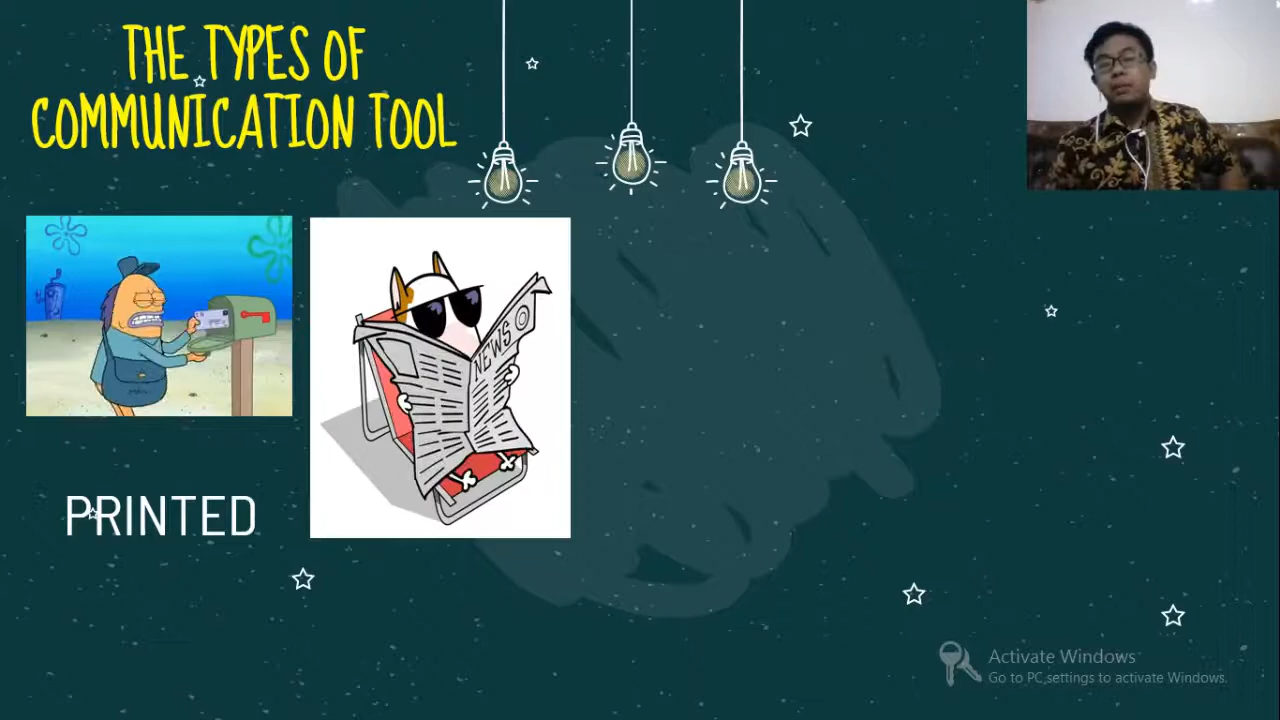 THE TYPES OF
COMMUNICATION TOOL
NEWS
PRINTED
Activate Windows
Go to PC settings to activate Windows.